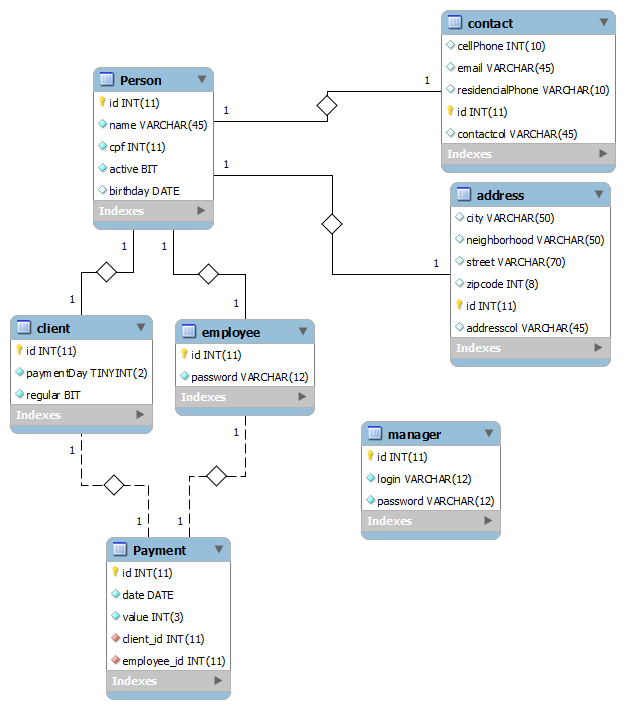 contact
cellPhone INT(10)
email VARCHAR(45)
residencialPhone VARCHAR(10)
id INT(11)
contactcol VARCHAR(45)
Indexes
Person
id INT(11)
name VARCHAR(45)
cpf INT(11)
active BIT
birthday DATE
Indexes
1
1
1
1
address
city VARCHAR(50)
neighborhood VARCHAR(50)
street VARCHAR(70)
zipcode INT(8)
id INT(11)
addresscol VARCHAR(45)
Indexes
1
1
1
1
client
id INT(11)
paymentDay TINYINT(2)
regular BIT
Indexes
employee
id INT(11)
password VARCHAR(12)
Indexes
manager
id INT(11)
login VARCHAR(12)
password VARCHAR(12)
Indexes
1
1
1
1
Payment
id INT(11)
date DATE
value INT(3)
client_id INT(11)
employee_id INT(11)
Indexes